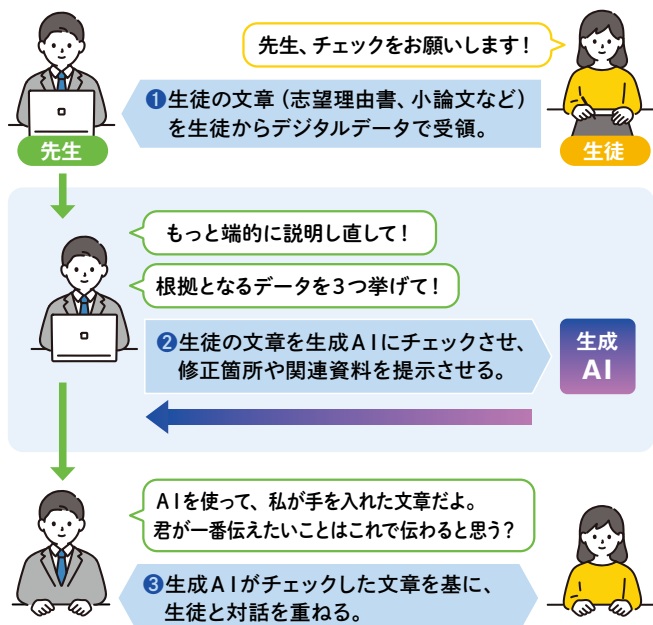 先生、チェックをお願いします！
❶生徒の文章（志望理由書、小論文など）
を生徒からデジタルデータで受領。
先生
生徒
もっと端的に説明し直して！
根拠となるデータを３つ挙げて！
❷生徒の文章を生成ＡＩにチェックさせ、
修正箇所や関連資料を提示させる。
生成
AI
ＡＩを使って、私が手を入れた文章だよ。
君が一番伝えたいことはこれで伝わると思う？
❸生成ＡＩがチェックした文章を基に、
生徒と対話を重ねる。